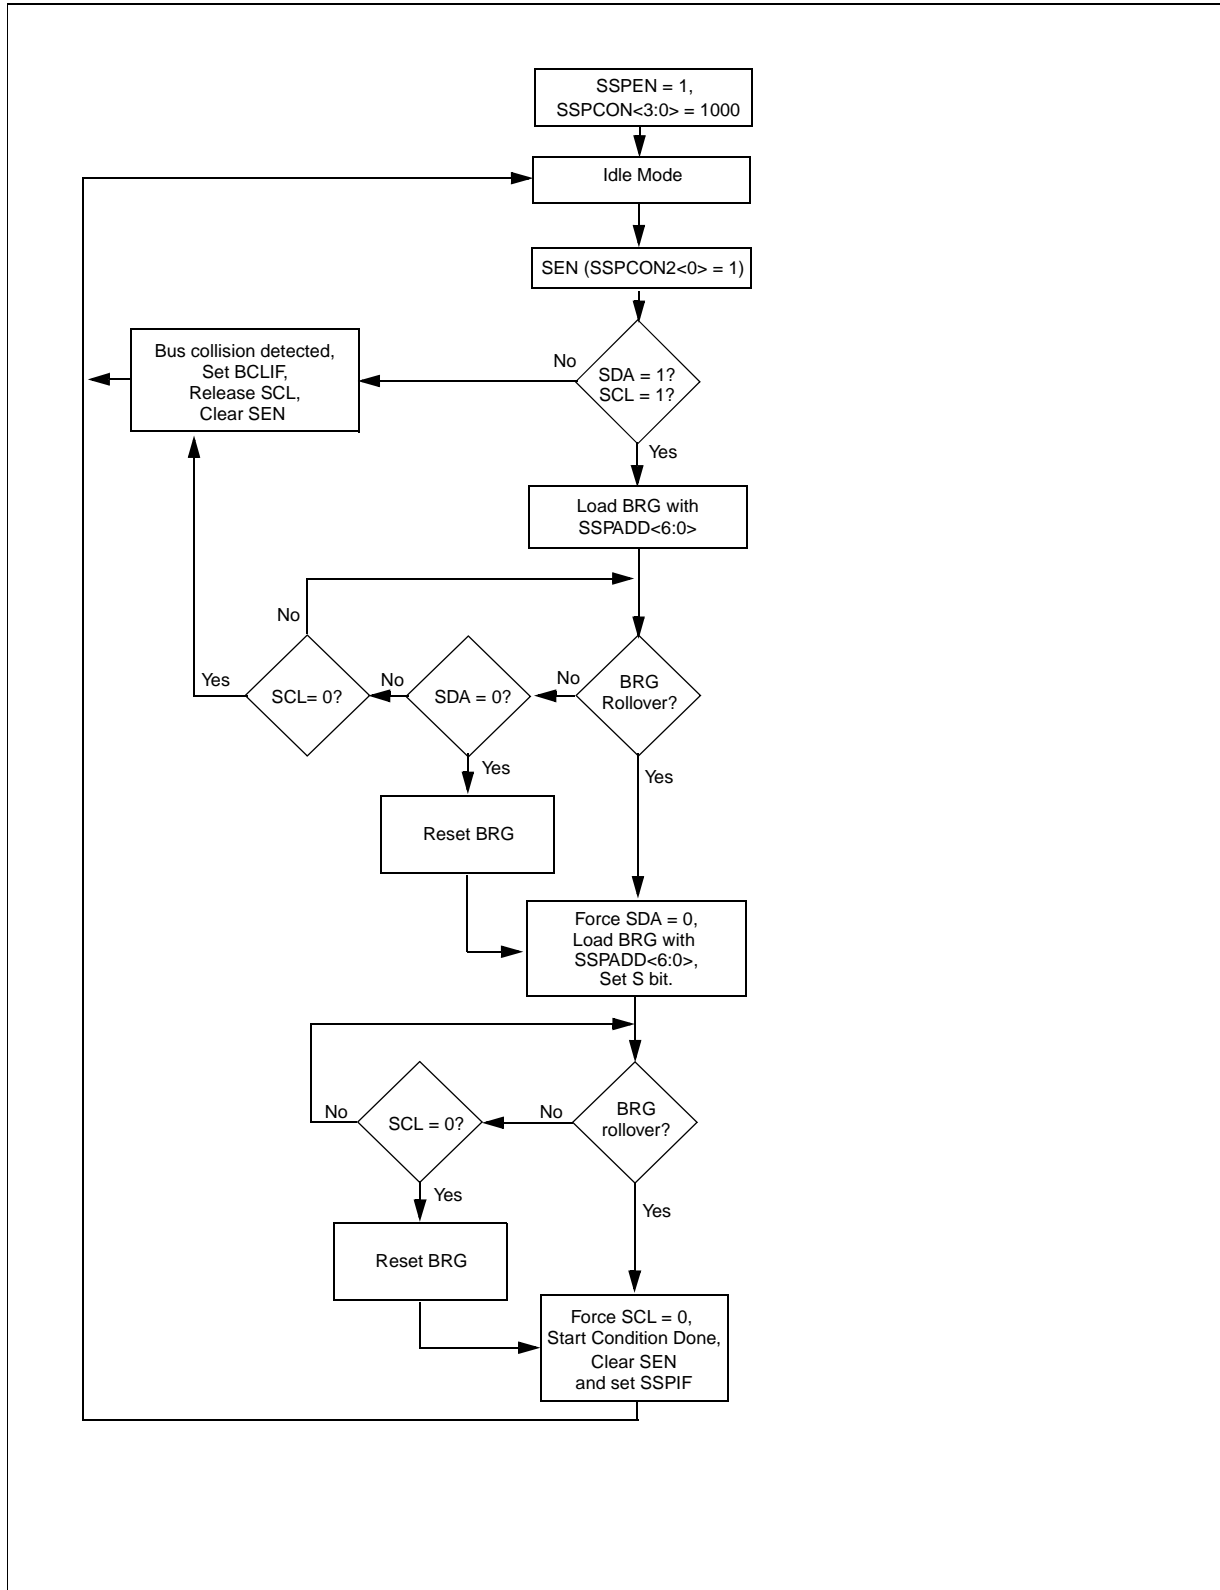 SSPEN = 1,
SSPCON<3:0> = 1000
Idle Mode
SEN (SSPCON2<0> = 1)
Bus collision detected,
Set BCLIF,
Release SCL,
Clear SEN
No
SDA = 1?
SCL = 1?
Yes
Load BRG with
SSPADD<6:0>
No
Yes
SCL= 0?
No
SDA = 0?
No
BRG
Rollover?
Yes
Yes
Reset BRG
Force SDA = 0,
Load BRG with
SSPADD<6:0>,
Set S bit.
No
SCL = 0?
No
BRG
rollover?
Yes
Yes
Reset BRG
Force SCL = 0,
Start Condition Done,
Clear SEN
and set SSPIF